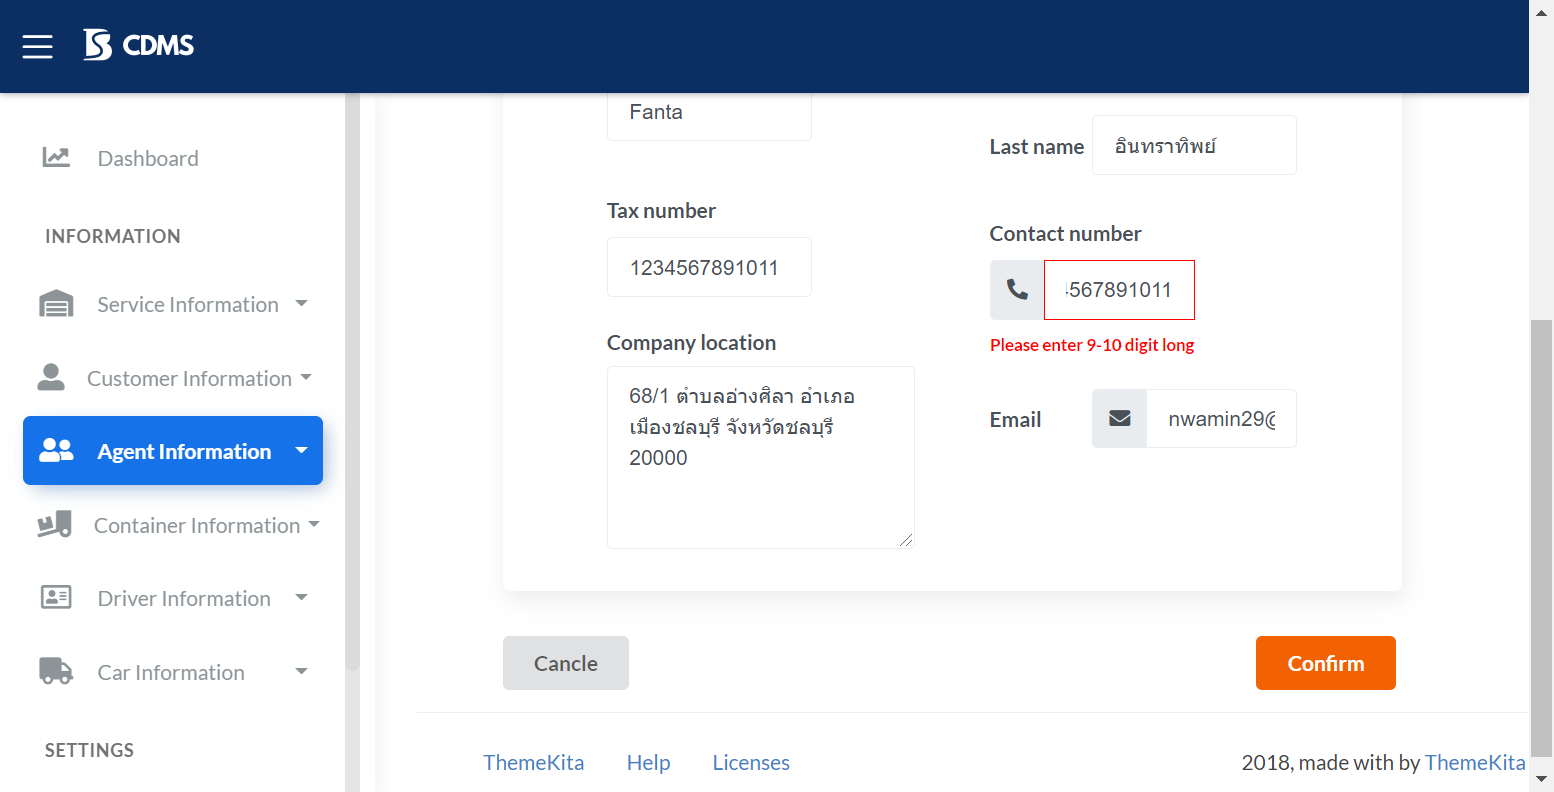 CDMS
Dashboard
INFORMATION
Service Information
Customer Information
Agent Information
Container Information
Driver Information
Car Information
SETTINGS
Fanta
Last name
อินทราทิพย์
Tax number
1234567891011
Contact number
4567891011
Please enter 9-10 digit long
Company location
68/1 ตำบลอ่างศิลา อำเภอ
เมืองชลบุรี จังหวัดชลบุรี
20000
Email
nwamin29@
Cancle
Confirm
ThemeKita
Help
Licenses
2018, made with by ThemeKita